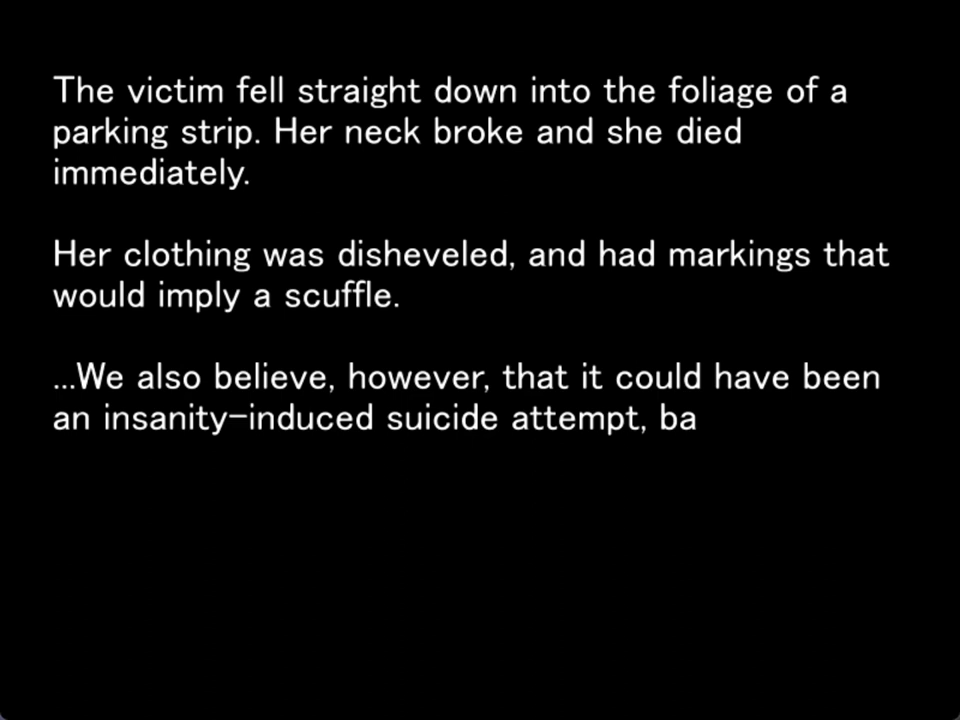 The victim fell straight down into the foliage of a
parking strip. Her neck broke and she died
immediately.
Her clothing was disheveled, and had markings that
would imply a scuffle.
...We also believe, however, that it could have been
an insanity-induced suicide attempt, ba